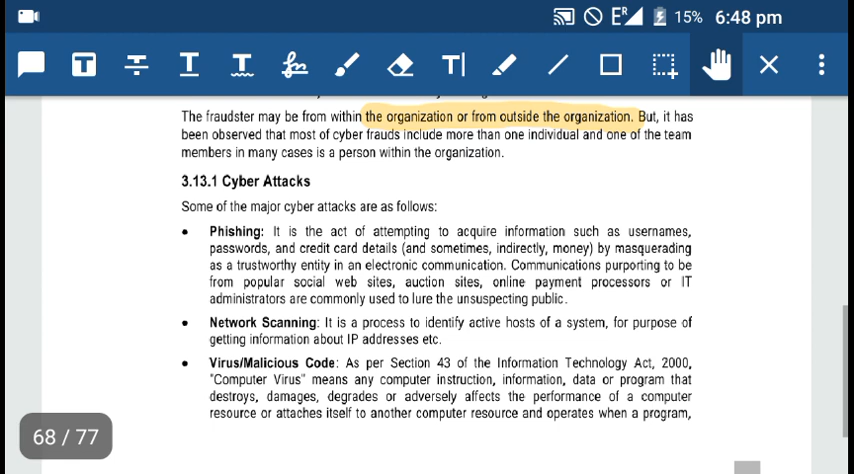 15% 6:48 pm
The fraudster may be from within the organization or from outside the organization. But, it has
been observed that most of cyber frauds include more than one individual and one of the team
members in many cases is a person within the organization.
3.13.1 Cyber Attacks
Some of the major cyber attacks are as follows:
• Phishing: It is the act of attempting to acquire information such as usernames,
passwords, and credit card details (and sometimes, indirectly, money) by masquerading
as a trustworthy entity in an electronic communication. Communications purporting to be
from popular social web sites, auction sites, online payment processors or IT
administrators are commonly used to lure the unsuspecting public.
• Network Scanning: It is a process to identify active hosts of a system, for purpose of
getting information about IP addresses etc.
• Virus/Malicious Code: As per Section 43 of the Information Technology Act, 2000,
"Computer Virus" means any computer instruction, information, data or program that
destroys, damages, degrades or adversely affects the performance of a computer
resource or attaches itself to another computer resource and operates when a program,
68 / 77